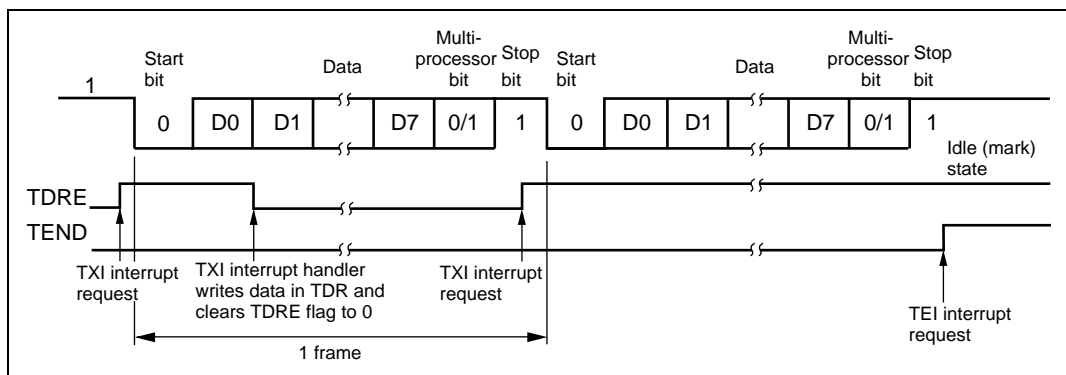 Start
bit
Data
Multi-
processor
bit
Stop
bit
Start
bit
Data
Multi-
processor
bit
Stop
bit
1
0
D0
D1
D7
0/1
1
0
D0
D1
D7
0/1
1
Idle (mark)
state
TDRE
TEND
TXI interrupt
request
TXI interrupt handler
writes data in TDR and
clears TDRE flag to 0
TXI interrupt
request
TEI interrupt
request
1 frame